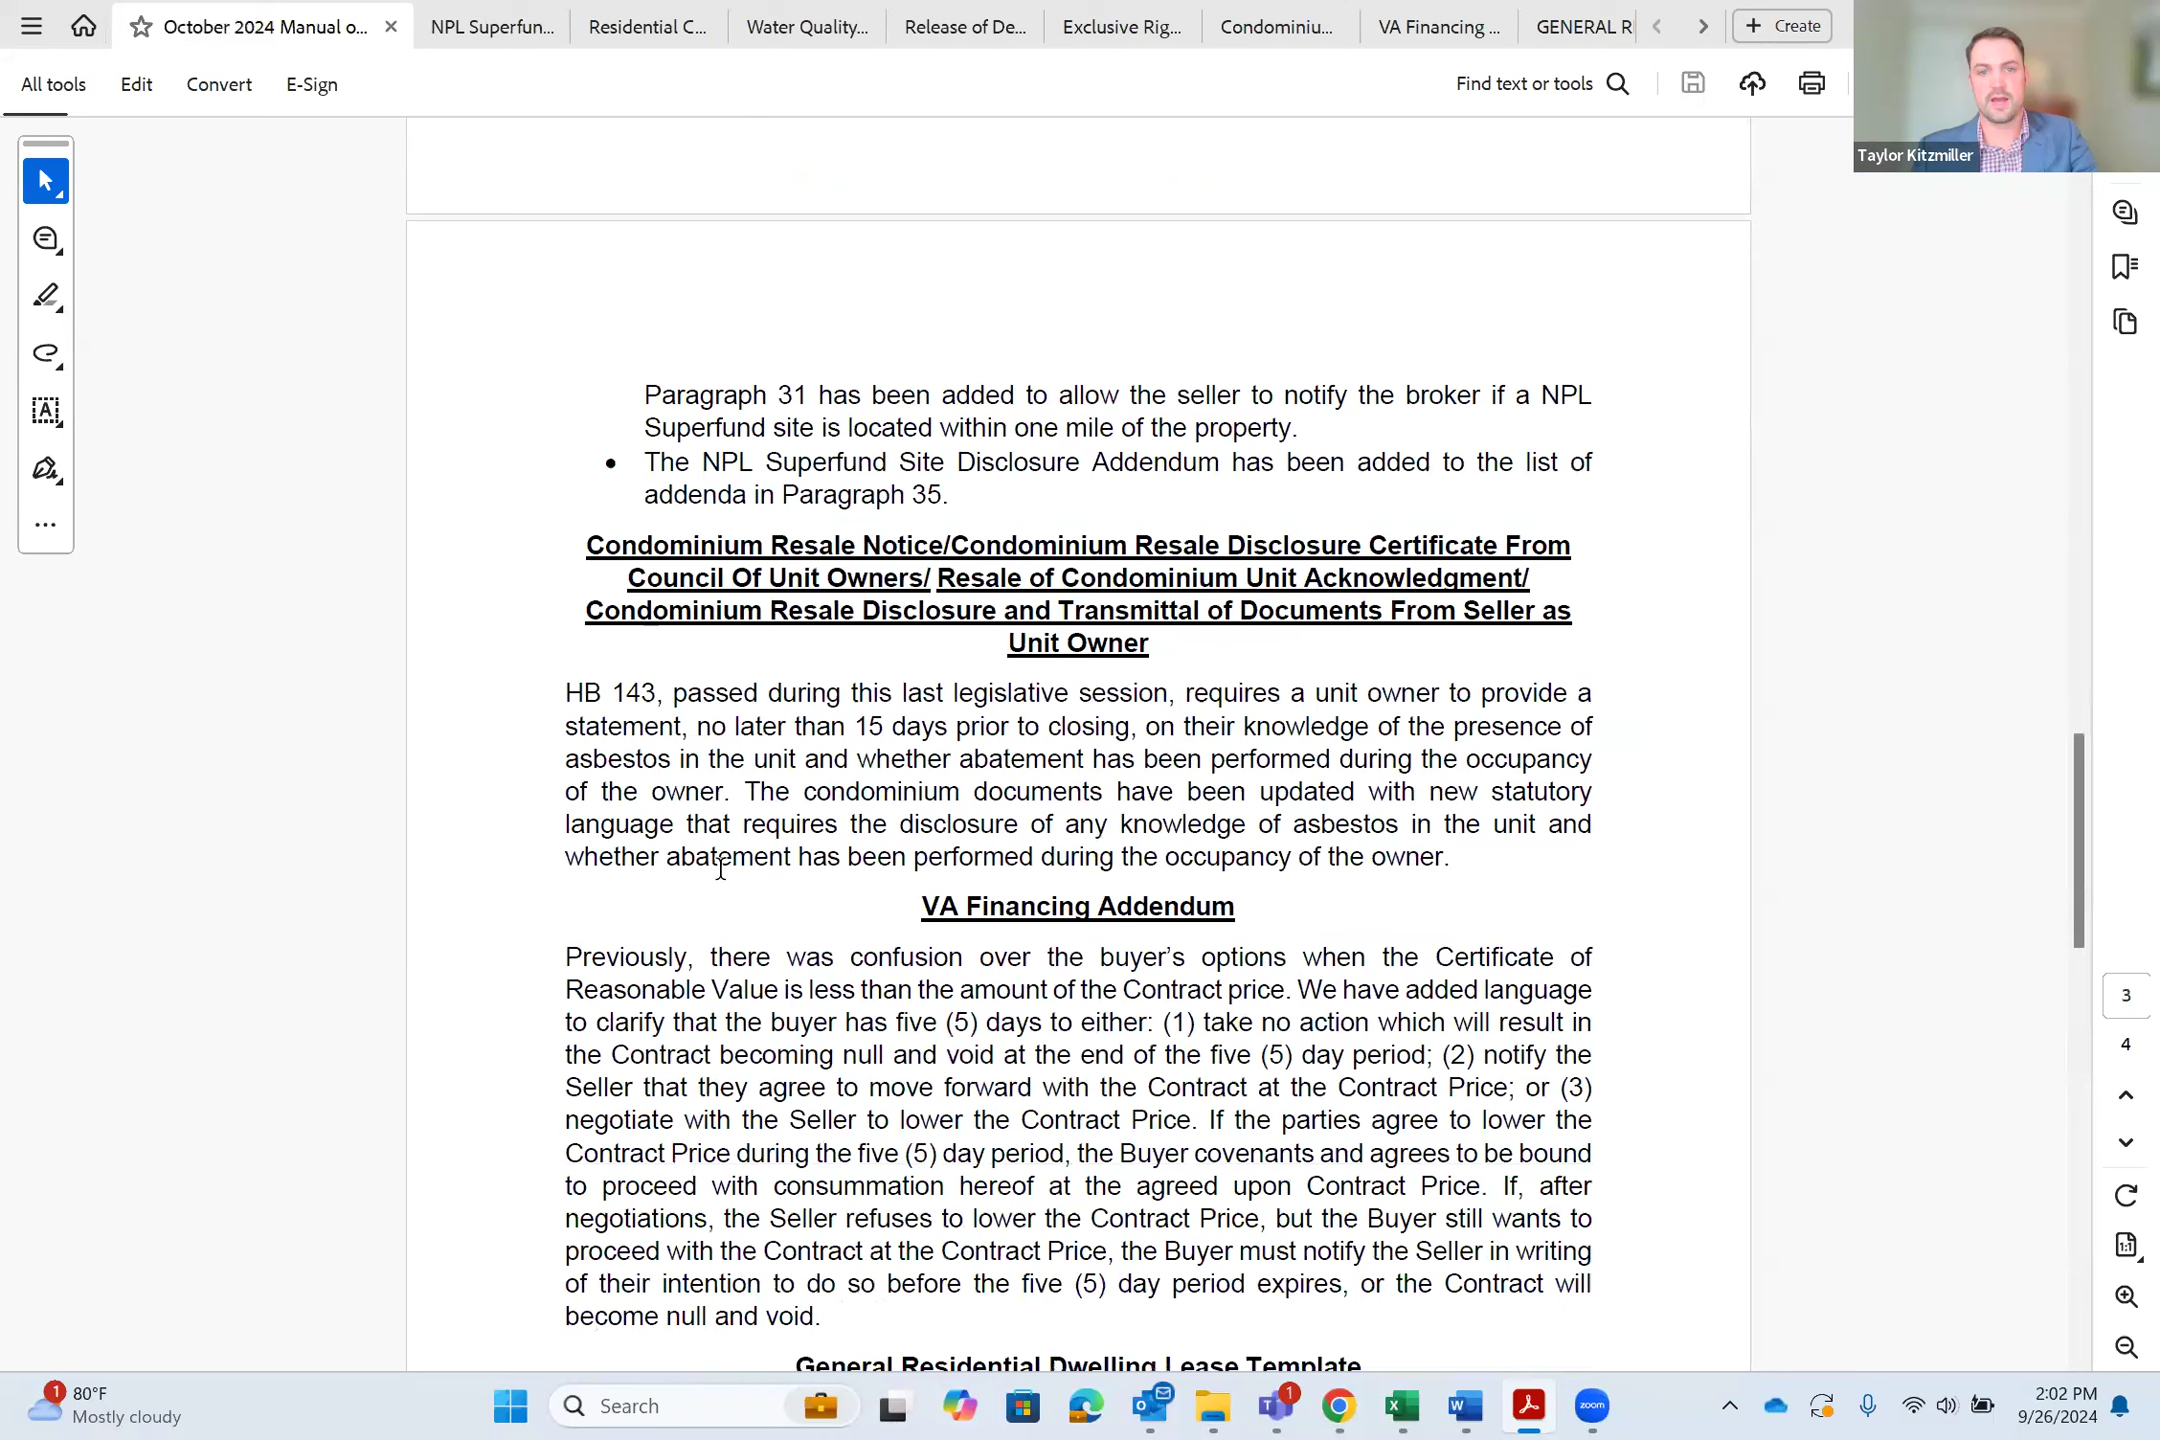 October 2024 Manual o...
NPL Superfun...
Residential C...
Water Quality...
Release of De...
Exclusive Rig...
Condominiu...
VA Financing ...
GENERAL R
Create
All tools
Edit
Convert
E-Sign
Find text or tools
Taylor Kitzmiller
Paragraph 31 has been added to allow the seller to notify the broker if a NPL
Superfund site is located within one mile of the property.
• The NPL Superfund Site Disclosure Addendum has been added to the list of
addenda in Paragraph 35.
Condominium Resale Notice/Condominium Resale Disclosure Certificate From
Council Of Unit Owners/ Resale of Condominium Unit Acknowledgment/
Condominium Resale Disclosure and Transmittal of Documents From Seller as
Unit Owner
HB 143, passed during this last legislative session, requires a unit owner to provide a
statement, no later than 15 days prior to closing, on their knowledge of the presence of
asbestos in the unit and whether abatement has been performed during the occupancy
of the owner. The condominium documents have been updated with new statutory
language that requires the disclosure of any knowledge of asbestos in the unit and
whether abatement has been performed during the occupancy of the owner.
VA Financing Addendum
Previously, there was confusion over the buyer’s options when the Certificate of
Reasonable Value is less than the amount of the Contract price. We have added language
to clarify that the buyer has five (5) days to either: (1) take no action which will result in
the Contract becoming null and void at the end of the five (5) day period; (2) notify the
Seller that they agree to move forward with the Contract at the Contract Price; or (3)
negotiate with the Seller to lower the Contract Price. If the parties agree to lower the
Contract Price during the five (5) day period, the Buyer covenants and agrees to be bound
to proceed with consummation hereof at the agreed upon Contract Price. If, after
negotiations, the Seller refuses to lower the Contract Price, but the Buyer still wants to
proceed with the Contract at the Contract Price, the Buyer must notify the Seller in writing
of their intention to do so before the five (5) day period expires, or the Contract will
become null and void.
General Residential Dwelling Lease Template
3
4
1
80°F
Mostly cloudy
Search
1
zoom
2:02 PM
9/26/2024